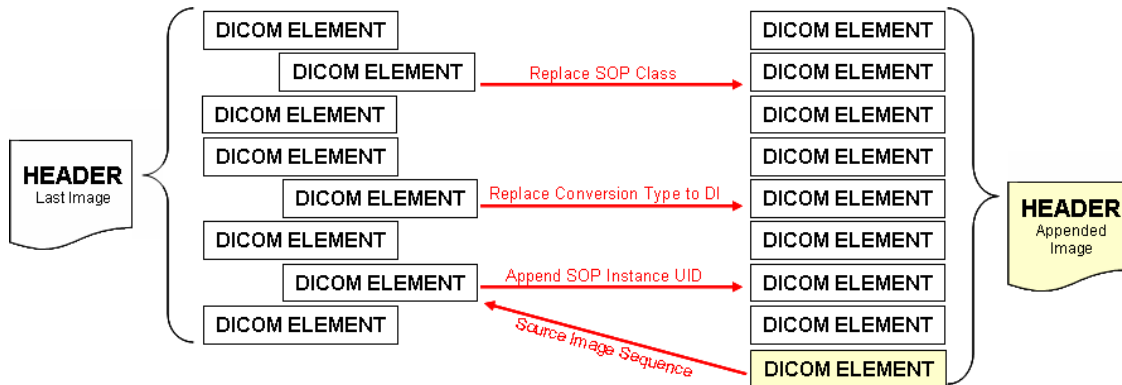 DICOM ELEMENT DICOM ELEMENT
DICOM ELEMENT Replace SOP Class DICOM ELEMENT
DICOM ELEMENT DICOM ELEMENT
DICOM ELEMENT DICOM ELEMENT
HEADER
Last Image
DICOM ELEMENT Replace Conversion Type to DI DICOM ELEMENT
HEADER
Appended
Image
DICOM ELEMENT DICOM ELEMENT
DICOM ELEMENT Append SOP Instance UID DICOM ELEMENT
DICOM ELEMENT DICOM ELEMENT
Source Image Sequence
DICOM ELEMENT